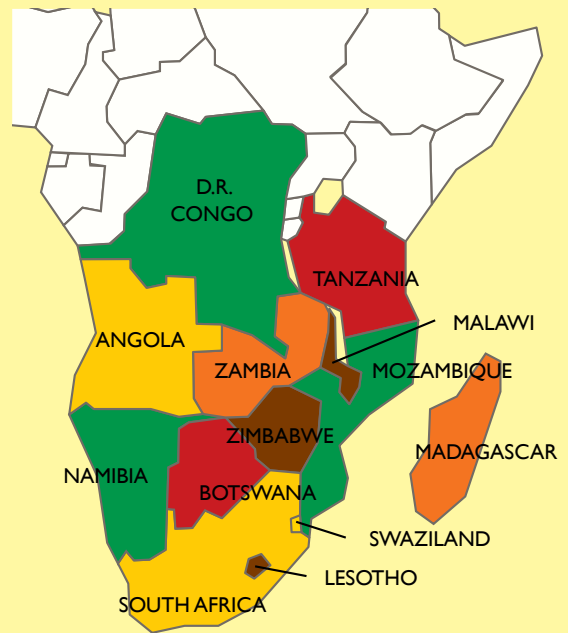 D.R.
CONGO
TANZANIA
MALAWI
ANGOLA
ZAMBIA
MOZAMBIQUE
ZIMBABWE
MADAGASCAR
NAMIBIA
BOTSWANA
SWAZILAND
LESOTHO
SOUTH AFRICA